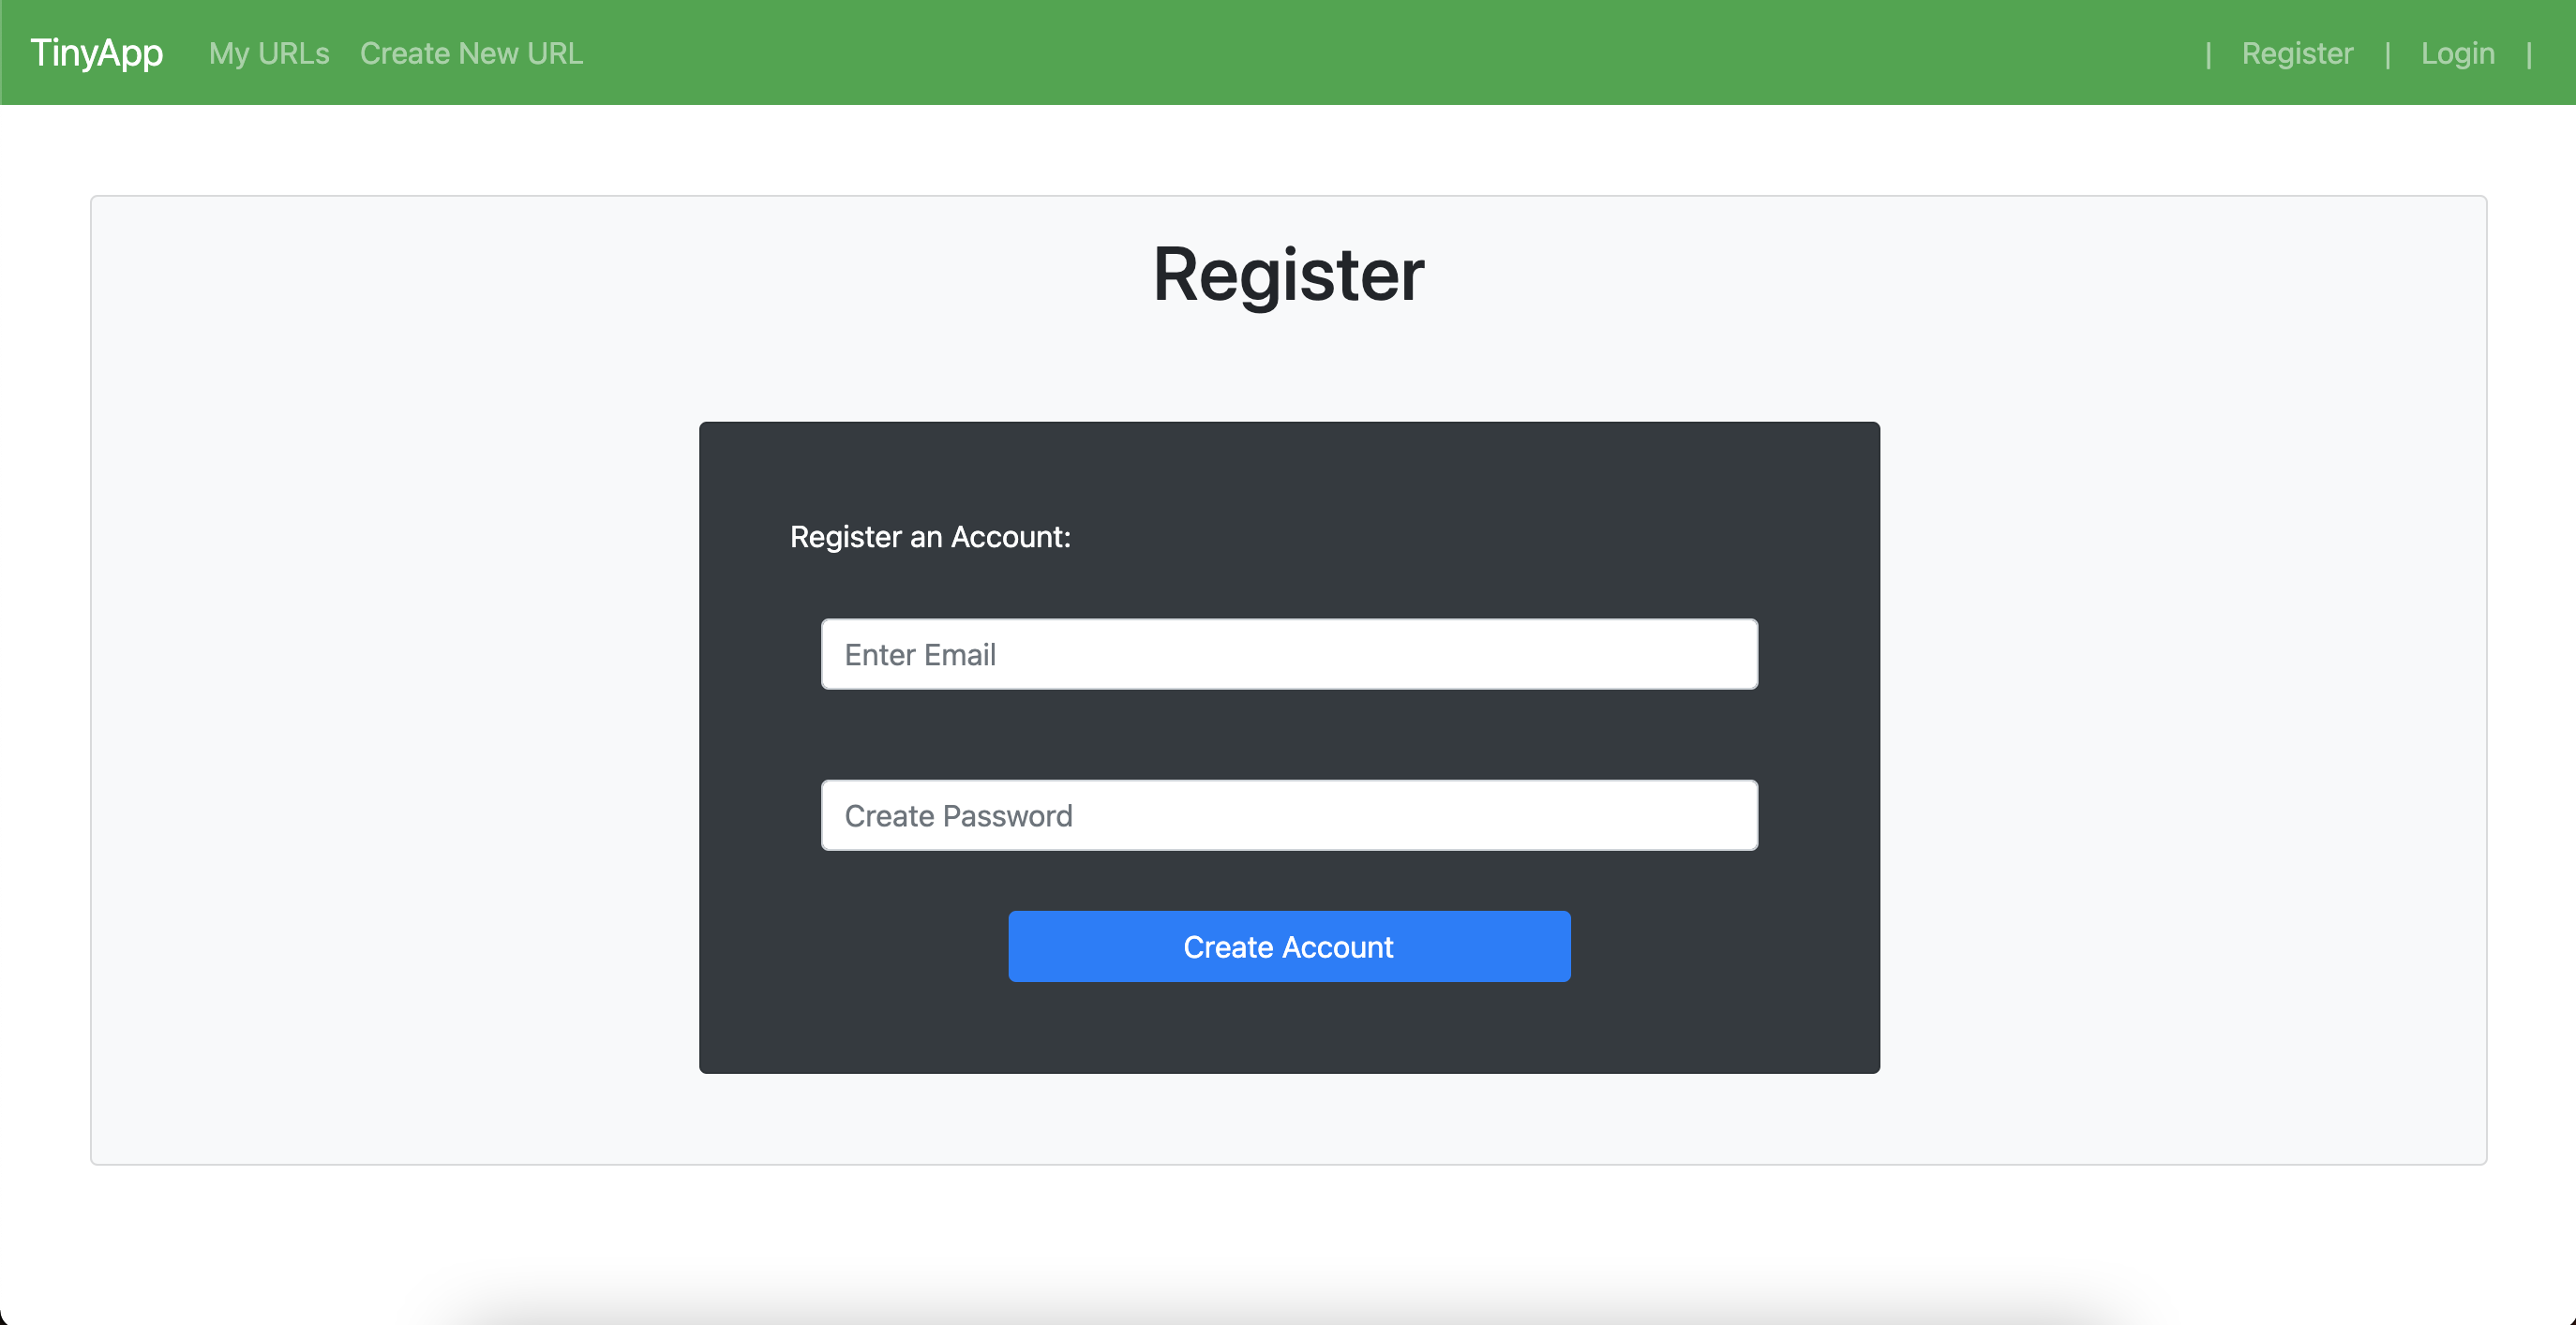 TinyApp My URLs Create New URL | Register | Login |
Register
Register an Account:
Enter Email
Create Password
Create Account